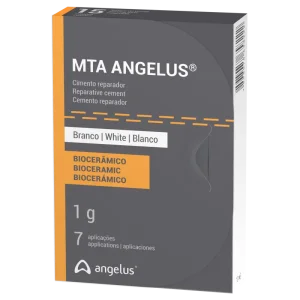 15
MTA ANGELUS®
Cimento reparador
Reparative cement
Cemento reparador
Branco | White | Blanco
BIOCERÂMICO
BIOCERAMIC
BIOCERÁMICO
1 g
7 aplicações
applications | aplicaciones
angelus®